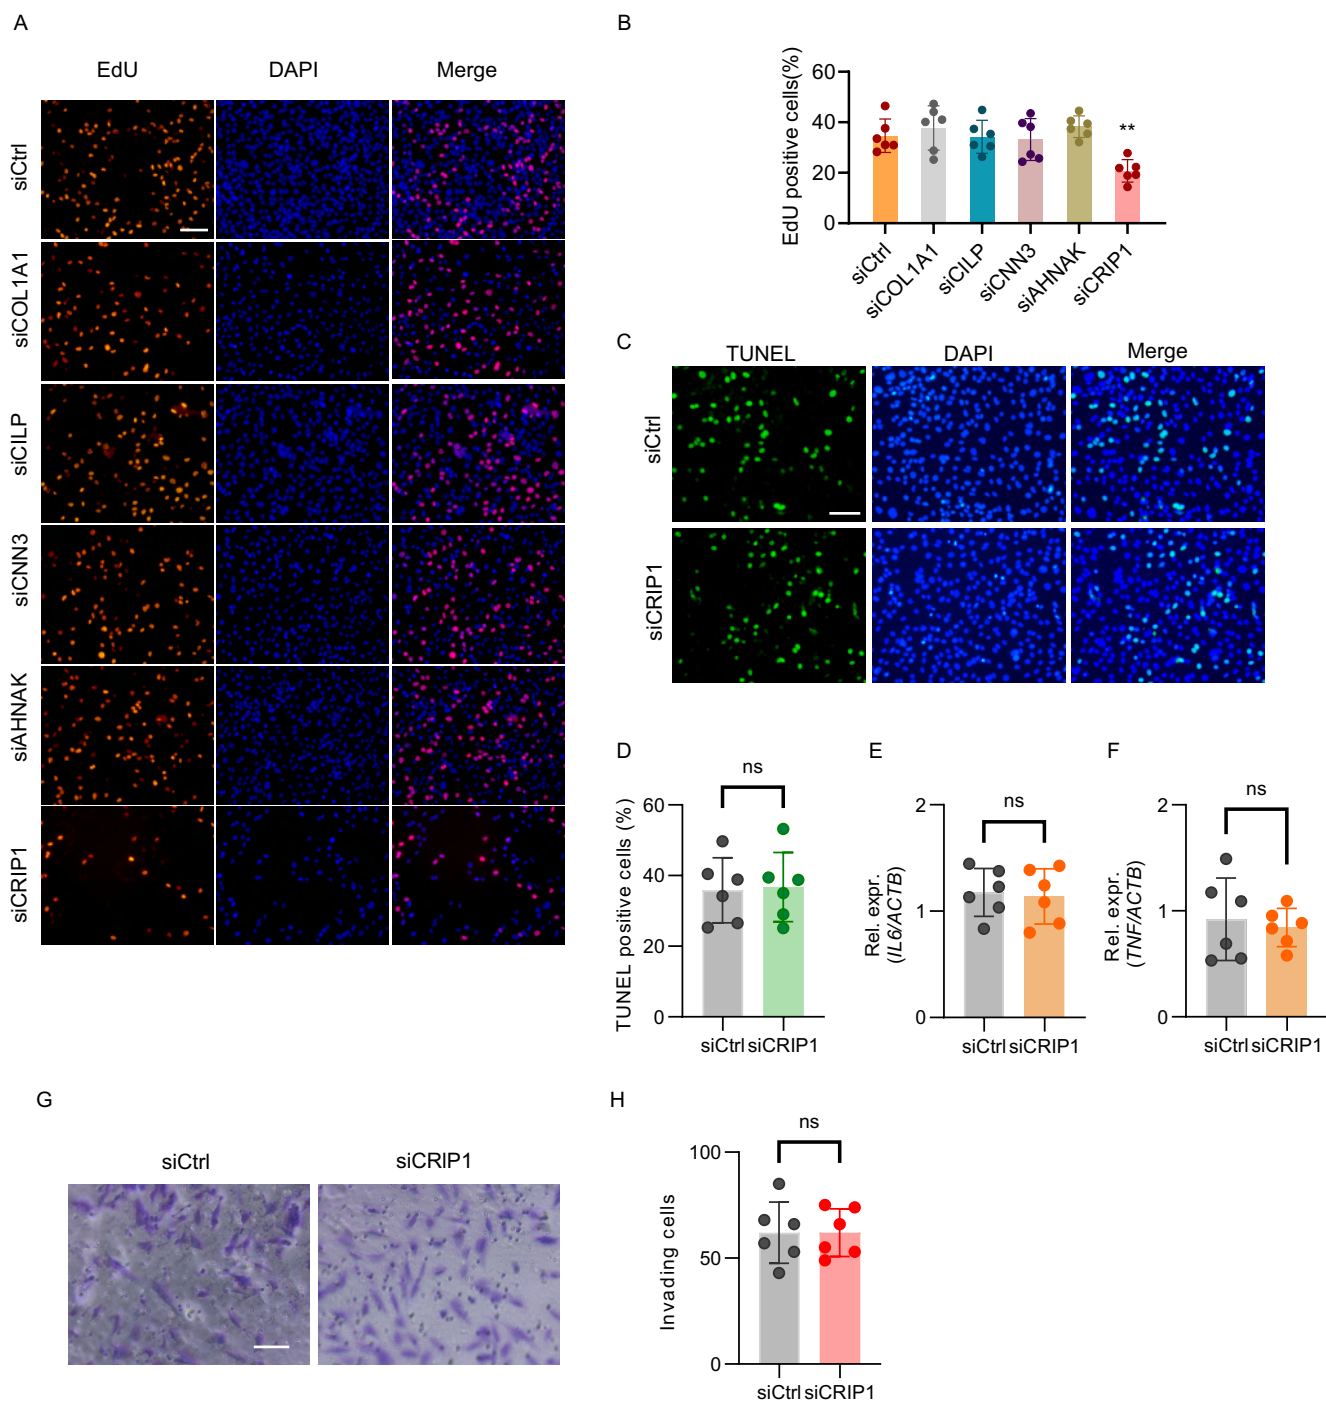 A
EdU DAPI Merge
siCtrl
siCOL1A1
siCILP
siCNN3
siAHNAK
siCRIP1
B
EdU positive cells(%)
60
40
20
0
**
siCtrl
siCOL1A1
siCILP
siCNN3
siAHNAK
siCRIP1
C
TUNEL DAPI Merge
siCtrl
siCRIP1
D
TUNEL positive cells (%)
60
40
20
0
ns
siCtrl siCRIP1
E
Rel. expr.
(IL6/ACTB)
2
1
0
ns
siCtrl siCRIP1
F
Rel. expr.
(TNF/ACTB)
2
1
0
ns
siCtrl siCRIP1
G
siCtrl siCRIP1
H
Invading cells
100
50
0
ns
siCtrl siCRIP1